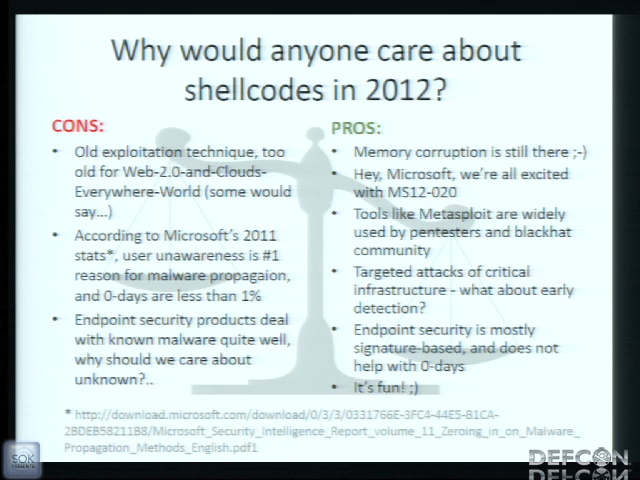 Why would anyone care about
shellcodes in 2012?
CONS:
• Old exploitation technique, too
old for Web-2.0-and-Clouds-
Everywhere-World (some would
say...)
• According to Microsoft's 2011
stats*, user unawareness is #1
reason for malware propagaion,
and 0-days are less than 1%
• Endpoint security products deal
with known malware quite well,
why should we care about
unknown?..
PROS:
• Memory corruption is still there ;-)
• Hey, Microsoft, we're all excited
with MS12-020
• Tools like Metasploit are widely
used by pentesters and blackhat
community
• Targeted attacks of critical
infrastructure - what about early
detection?
• Endpoint security is mostly
signature-based, and does not
help with 0-days
• It's fun! ;)
* http://download.microsoft.com/download/0/3/3/0331766E-3FC4-44E5-B1CA-
2BDEB58211B8/Microsoft_Security_Intelligence_Report_volume_11_Zeroing_in_on_Malware_
Propagation_Methods_English.pdf1
SOK
PRESENTS
DEFCON